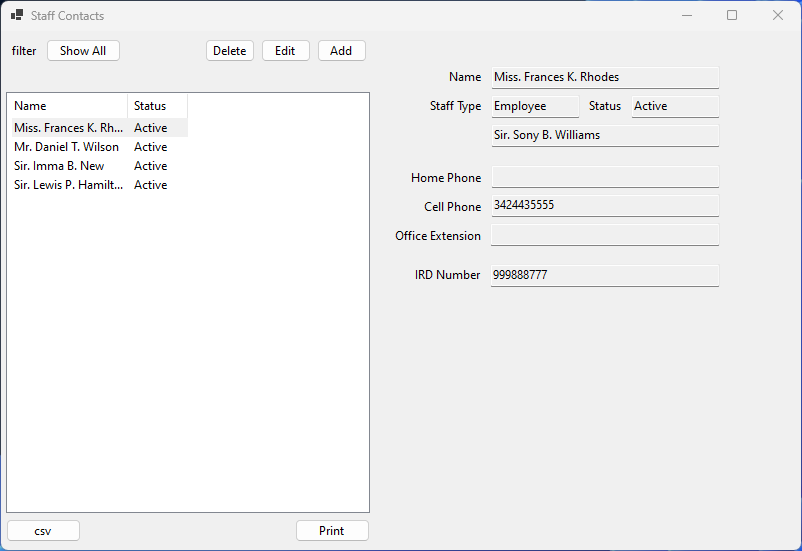 Staff Contacts
filter Show All Delete Edit Add
Name Status
Miss. Frances K. Rh... Active
Mr. Daniel T. Wilson Active
Sir. Imma B. New Active
Sir. Lewis P. Hamilt... Active
csv Print
Name Miss. Frances K. Rhodes
Staff Type Employee Status Active
Sir. Sony B. Williams
Home Phone
Cell Phone 3424435555
Office Extension
IRD Number 999888777